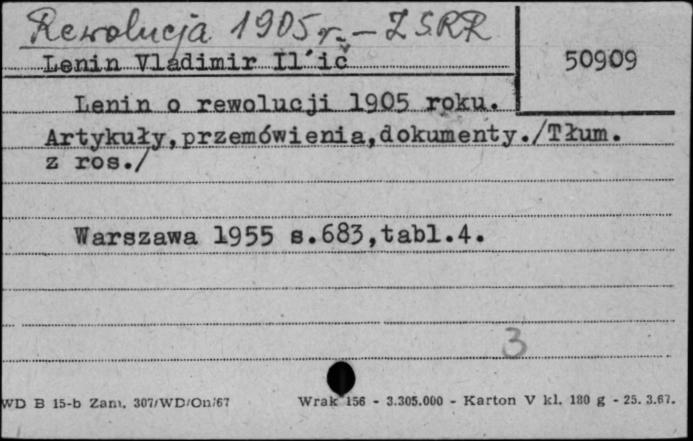 Rewolucja 1905 r. – ZSRR
Lenin Vladimir Il´ič
50909
Lenin o rewolucji 1905 roku.
Artykuły,przemówienia,dokumenty./Tłum.
z ros./
Warszawa 1955 s.683,tabl.4.
3
WD B 15-b Zam. 307/WD/On/67
Wrak 156 - 3.305.000 - Karton V kl. 180 g - 25. 3.67.